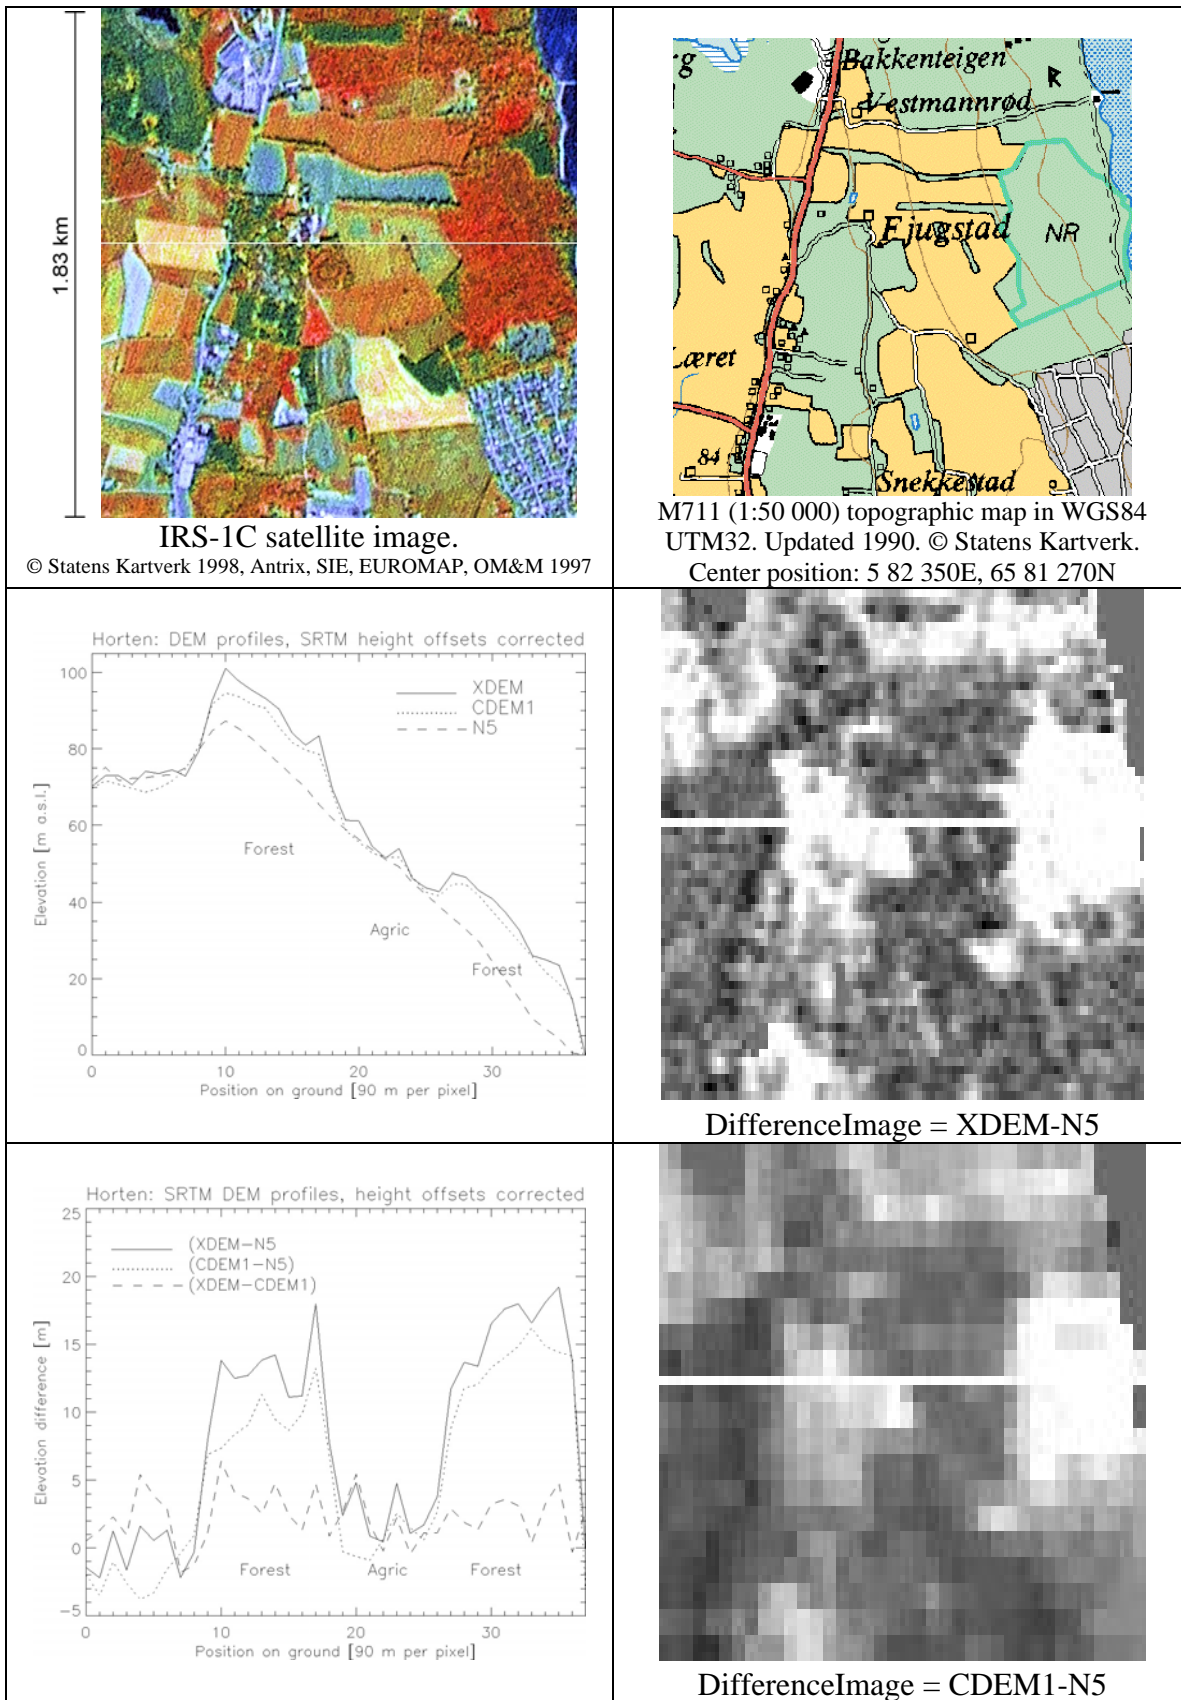 1.83 km
IRS-1C satellite image.
© Statens Kartverk 1998, Antrix, SIE, EUROMAP, OM&M 1997
rg
Bakkenteigen
Vestmannrød
Fjugstad
NR
Læret
84
Snekkestad
M711 (1:50 000) topographic map in WGS84
UTM32. Updated 1990. © Statens Kartverk.
Center position: 5 82 350E, 65 81 270N
Horten: DEM profiles, SRTM height offsets corrected
100
80
60
40
20
0
Elevation [m a.s.l.]
XDEM
CDEM1
N5
Forest
Agric
Forest
0 10 20 30
Position on ground [90 m per pixel]
DifferenceImage = XDEM-N5
Horten: SRTM DEM profiles, height offsets corrected
25
20
15
10
5
0
-5
Elevation difference [m]
(XDEM-N5
(CDEM1-N5)
(XDEM-CDEM1)
Forest Agric Forest
0 10 20 30
Position on ground [90 m per pixel]
DifferenceImage = CDEM1-N5